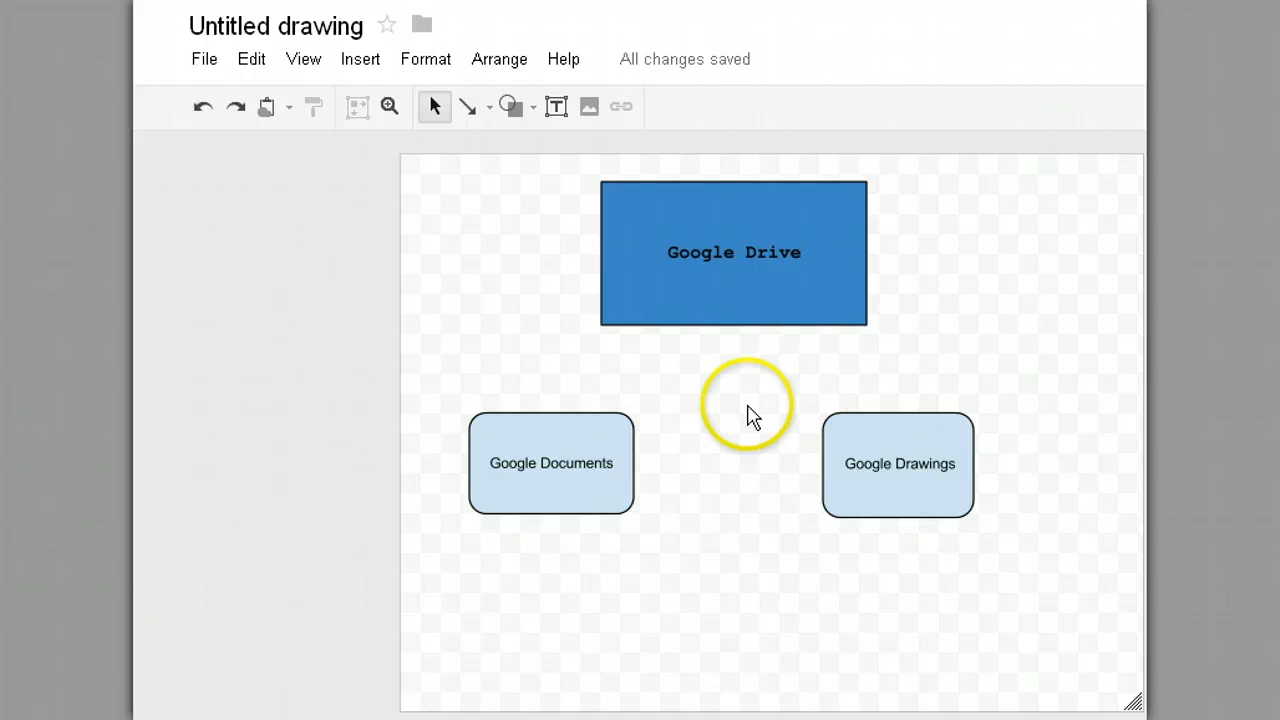 Untitled drawing
File Edit View Insert Format Arrange Help All changes saved
Google Drive
Google Documents Google Drawings